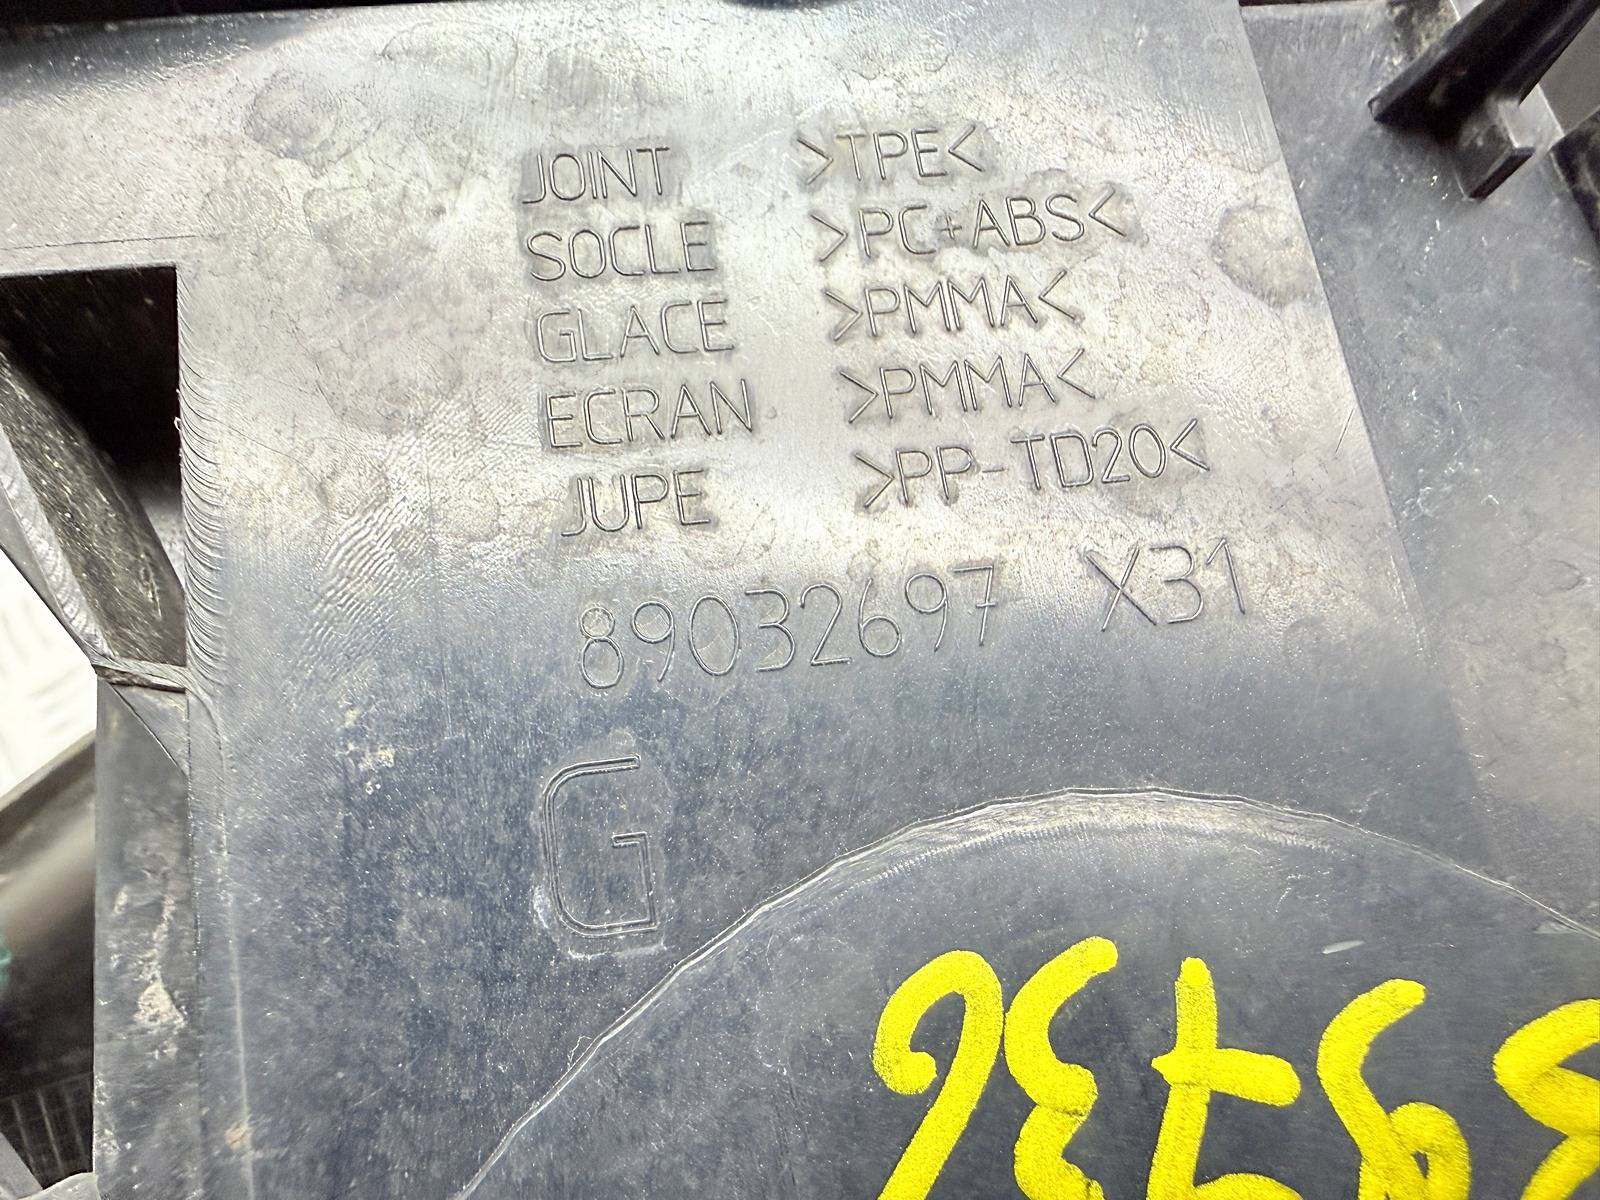 JOINT >TPE<
SOCLE >PC+ABS<
GLACE >PMMA<
ECRAN >PMMA<
JUPE >PP-TD20<
89032697 X31
G